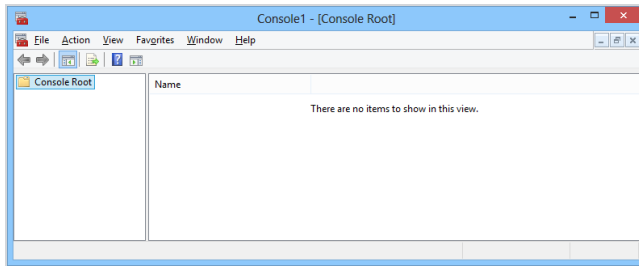 Console1 - [Console Root]
File Action View Favorites Window Help
Console Root
Name
There are no items to show in this view.